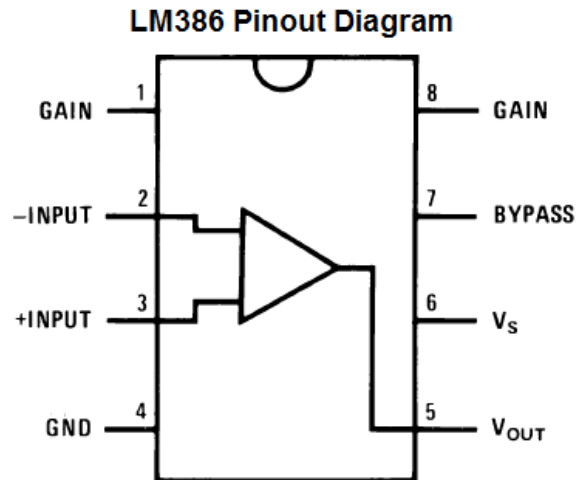 LM386 Pinout Diagram
1 8
GAIN GAIN
2 7
–INPUT BYPASS
3 6
+INPUT VS
4 5
GND VOUT